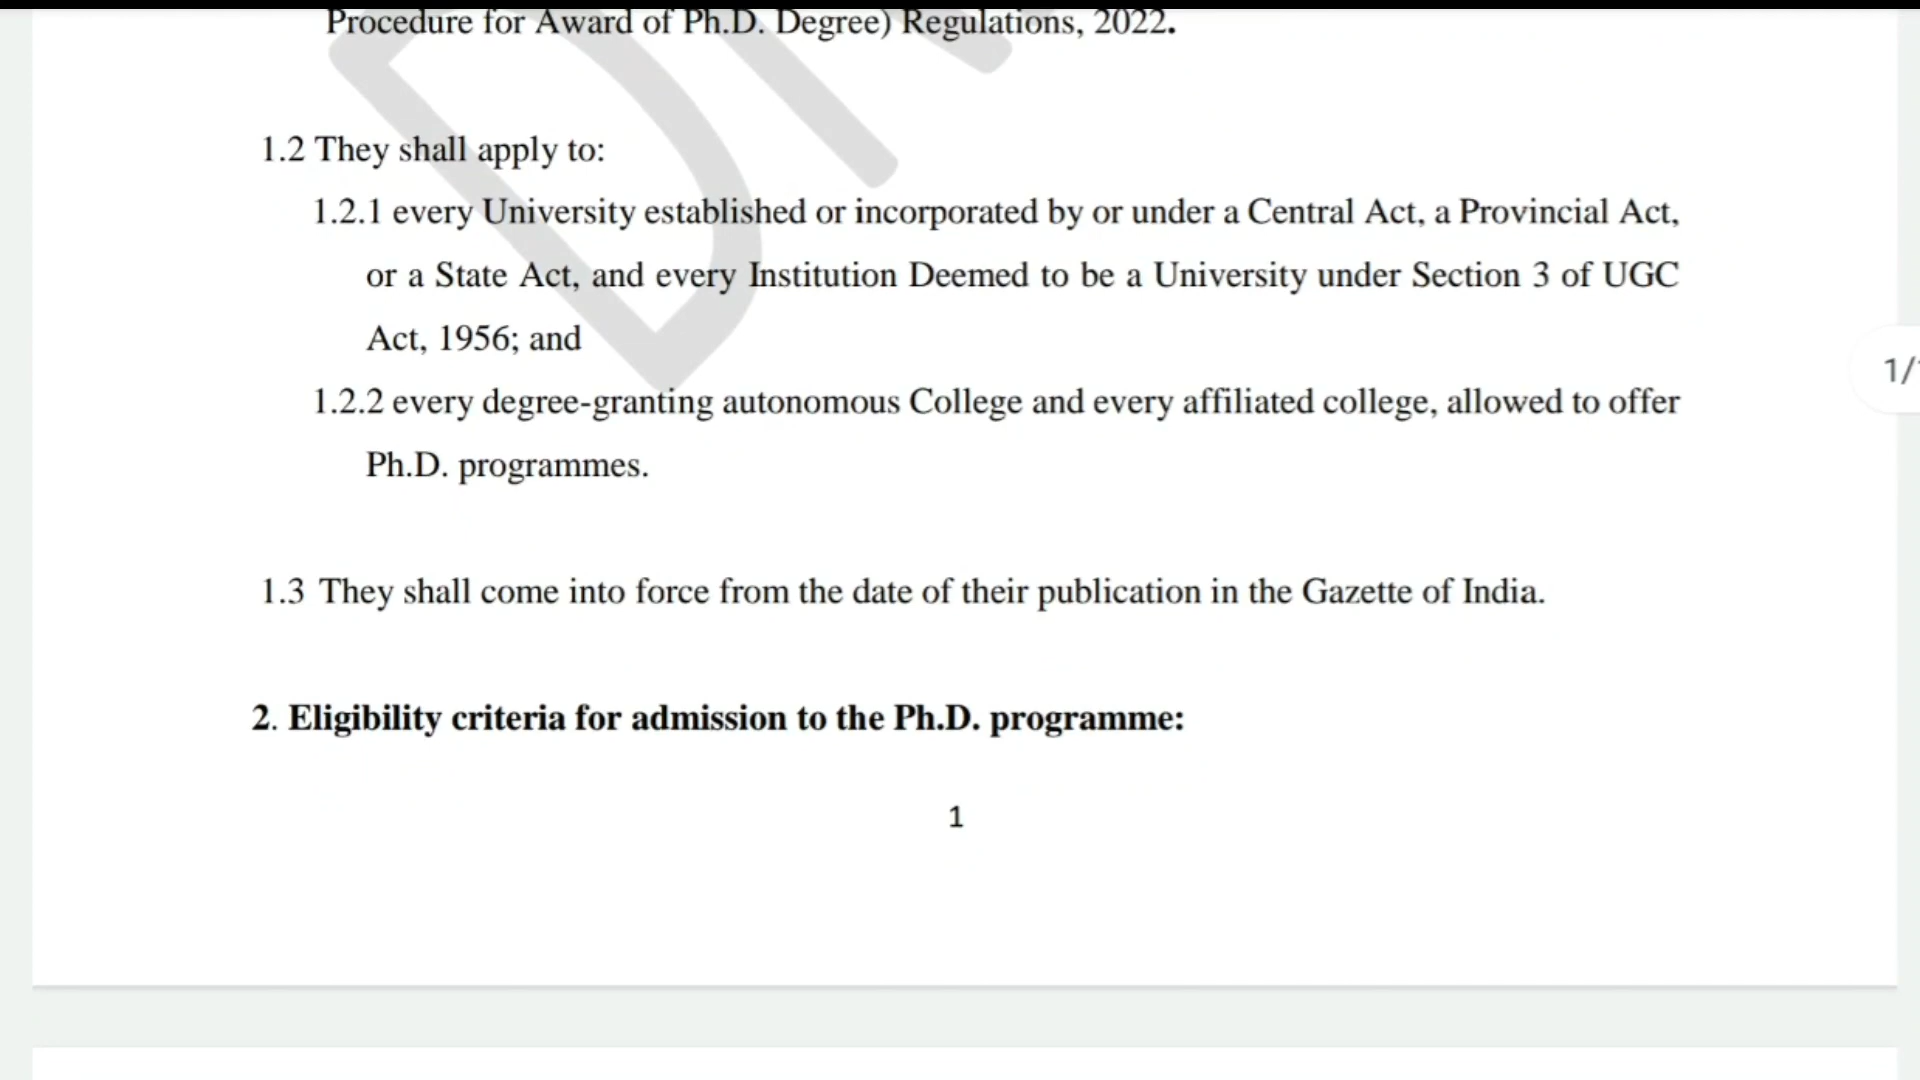 Procedure for Award of Ph.D. Degree) Regulations, 2022.
1.2 They shall apply to:
1.2.1 every University established or incorporated by or under a Central Act, a Provincial Act,
or a State Act, and every Institution Deemed to be a University under Section 3 of UGC
Act, 1956; and
1.2.2 every degree-granting autonomous College and every affiliated college, allowed to offer
Ph.D. programmes.
1/
1.3 They shall come into force from the date of their publication in the Gazette of India.
2. Eligibility criteria for admission to the Ph.D. programme:
1